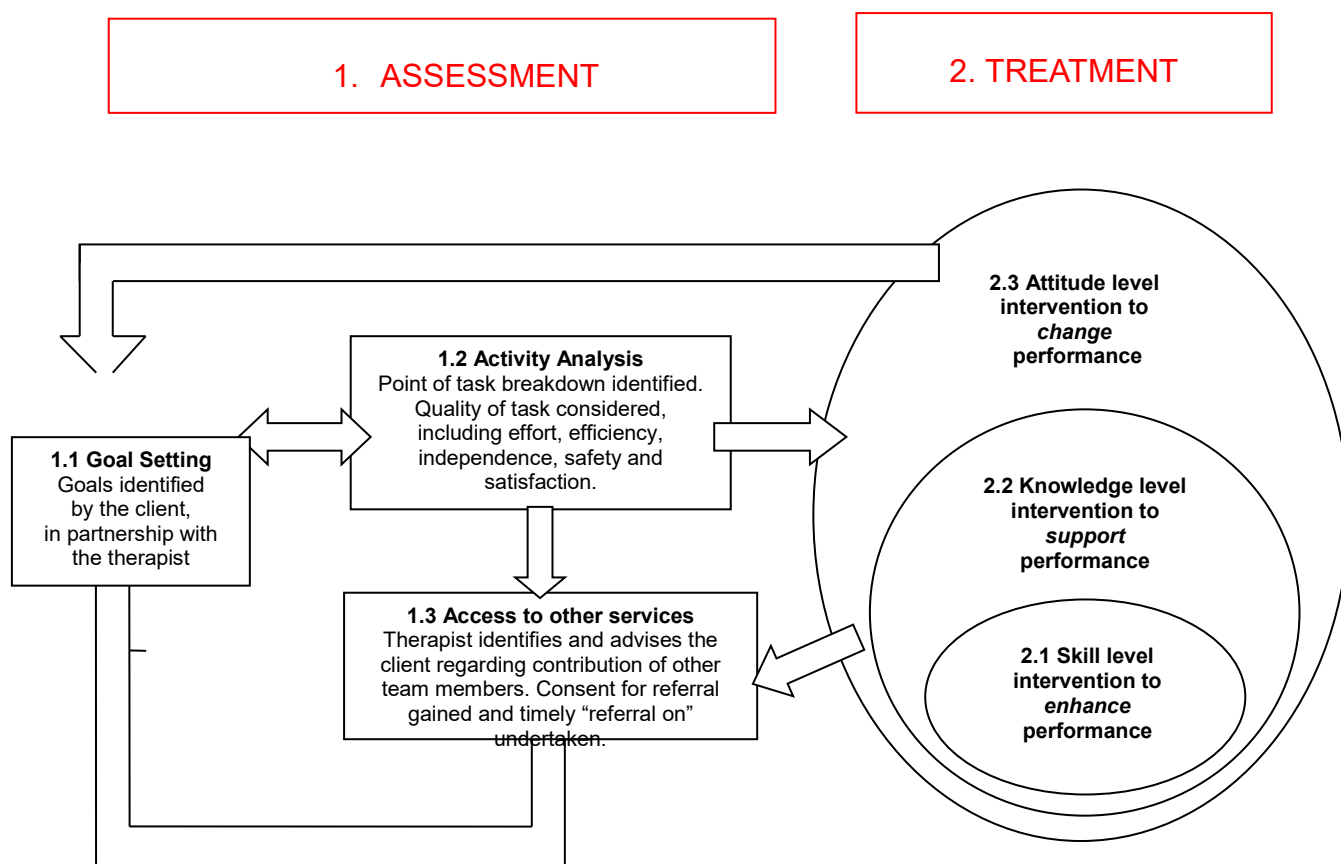 1. ASSESSMENT
2. TREATMENT
1.1 Goal Setting
Goals identified
by the client,
in partnership with
the therapist
1.2 Activity Analysis
Point of task breakdown identified.
Quality of task considered,
including effort, efficiency,
independence, safety and
satisfaction.
1.3 Access to other services
Therapist identifies and advises the
client regarding contribution of other
team members. Consent for referral
gained and timely “referral on”
undertaken.
2.3 Attitude level
intervention to
change
performance
2.2 Knowledge level
intervention to
support
performance
2.1 Skill level
intervention to
enhance
performance